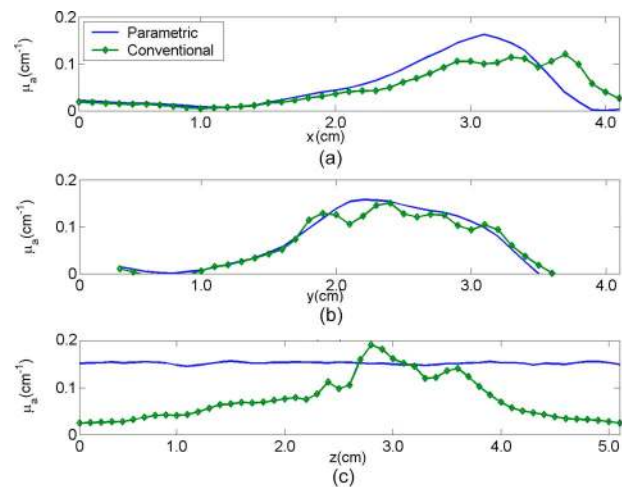 0.2
Parametric
Conventional
0.1
μa(cm-1)
0
0 1.0 2.0 3.0 4.0
x(cm)
(a)
0.2
0.1
μa(cm-1)
0
0 1.0 2.0 3.0 4.0
y(cm)
(b)
0.2
0.1
μa(cm-1)
0
0 1.0 2.0 3.0 4.0 5.0
z(cm)
(c)